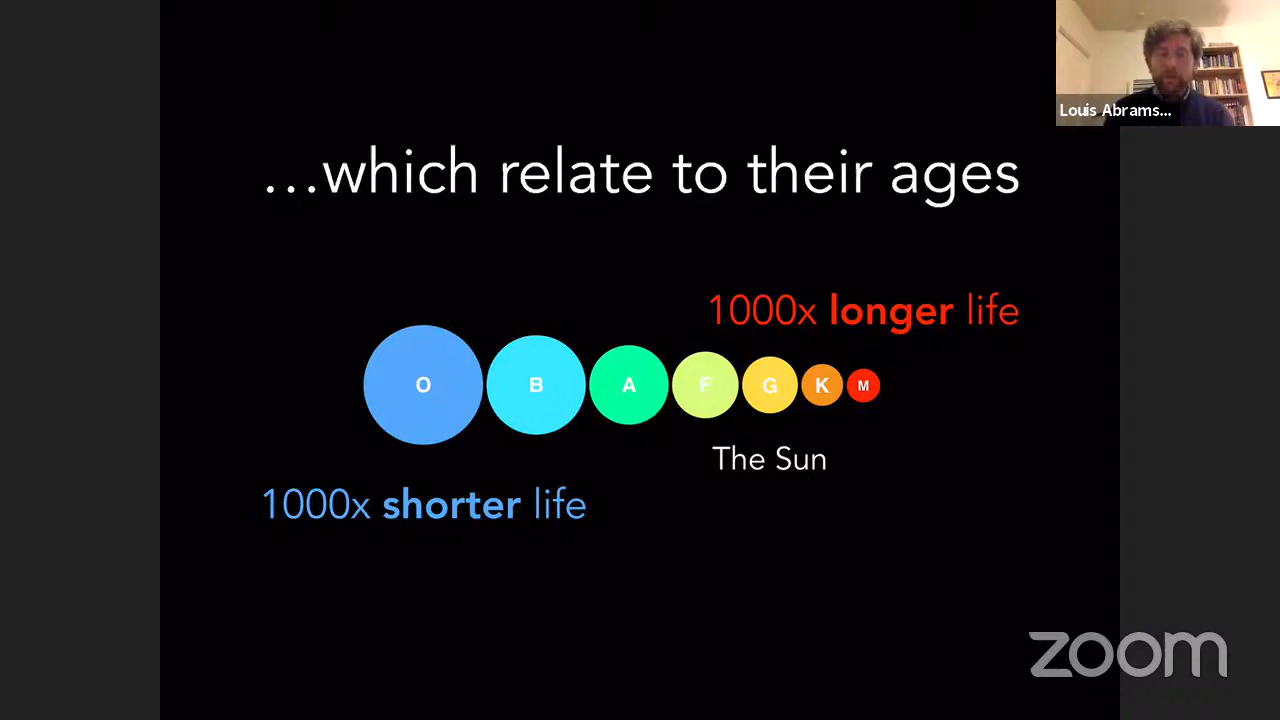 Louis Abrams...
...which relate to their ages
1000x longer life
O B A F G K M
The Sun
1000x shorter life
zoom